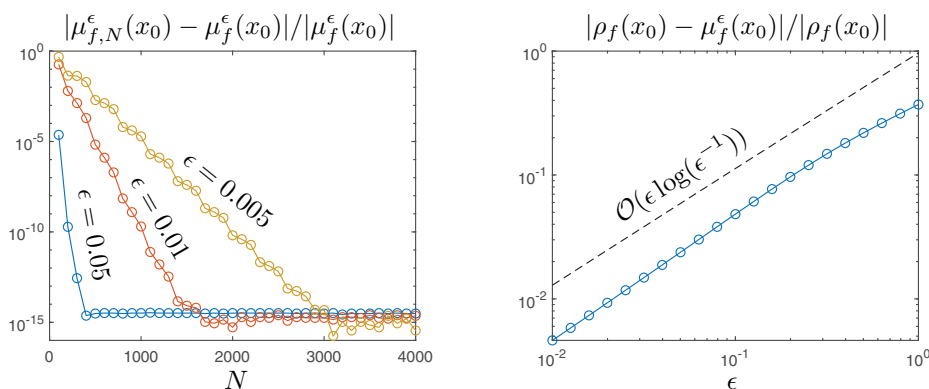 |μ^ϵ_{f,N}(x_0) − μ^ϵ_f(x_0)|/|μ^ϵ_f(x_0)|
10^0
10^{-5}
10^{-10}
10^{-15}
ϵ = 0.05
ϵ = 0.01
ϵ = 0.005
0 1000 2000 3000 4000
N
|ρ_f(x_0) − μ^ϵ_f(x_0)|/|ρ_f(x_0)|
10^0
10^{-1}
10^{-2}
O(ϵ log(ϵ^{-1}))
10^{-2} 10^{-1} 10^0
ϵ